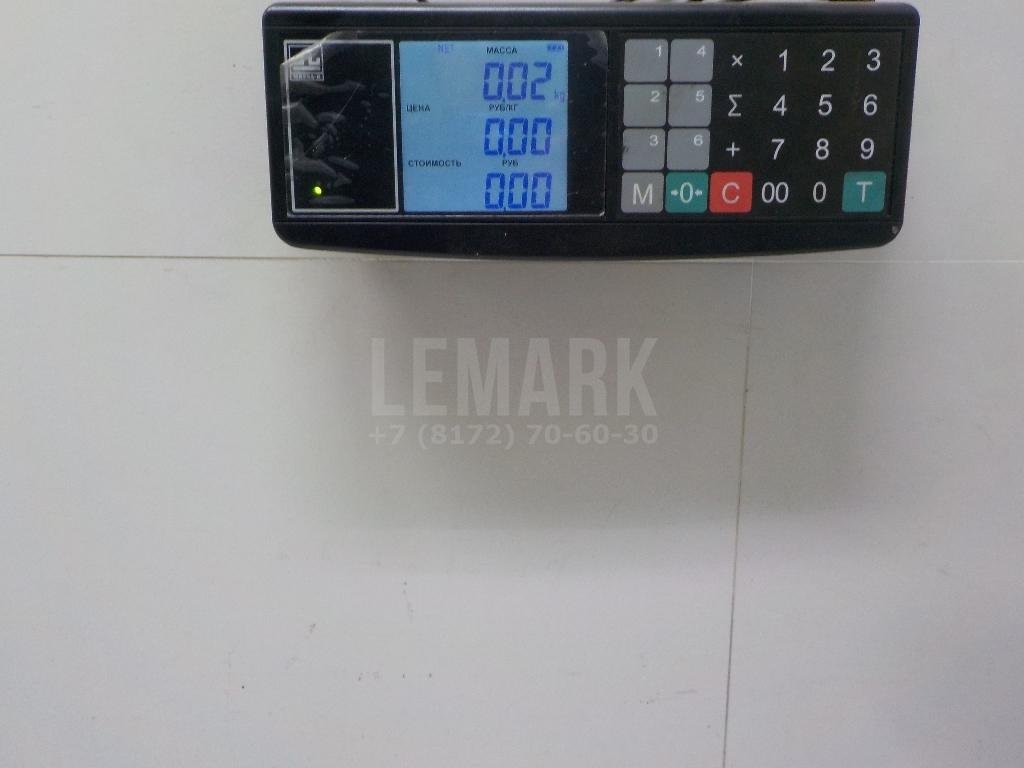 NET МАССА
0,02 kg
ЦЕНА РУБ/КГ
0,00
СТОИМОСТЬ РУБ
0,00
1 4 × 1 2 3
2 5 Σ 4 5 6
3 6 + 7 8 9
M →0← C 00 0 T
LEMARK
+7 (8172) 70-60-30